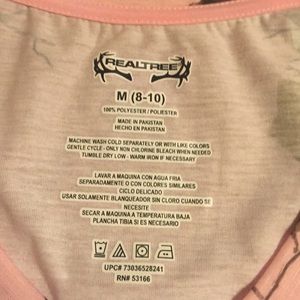 REALTREE
M (8-10)
100% POLYESTER / POLIESTER
MADE IN PAKISTAN
HECHO EN PAKISTAN
MACHINE WASH COLD SEPARATELY OR WITH LIKE COLORS
GENTLE CYCLE - ONLY NON CHLORINE BLEACH WHEN NEEDED
TUMBLE DRY LOW - WARM IRON IF NECESSARY
LAVAR A MAQUINA CON AGUA FRIA
SEPARADAMENTE O CON COLORES SIMILARES
CICLO DELICADO
USAR SOLAMENTE BLANQUEADOR SIN CLORO CUANDO SE
NECESITE
SECAR A MAQUINA A TEMPERATURA BAJA
PLANCHA TIBIA SI ES NECESARIO
UPC# 73036528241
RN# 53166